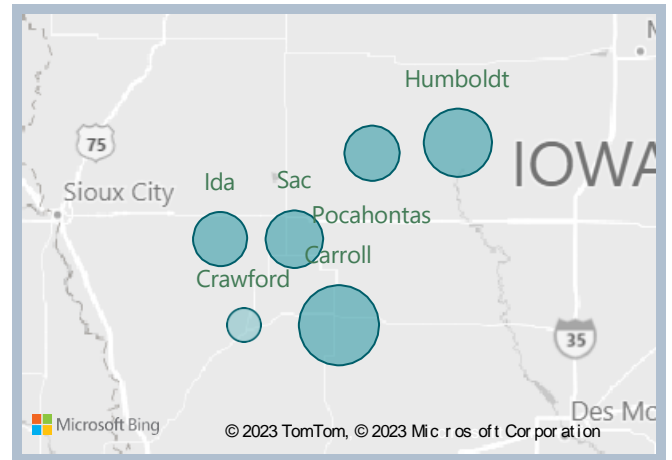 N
Humboldt
75
IOWA
Ida
Sac
Sioux City
Pocahontas
Carroll
Crawford
35
Des Mo
Microsoft Bing
© 2023 TomTom, © 2023 Microsoft Corporation